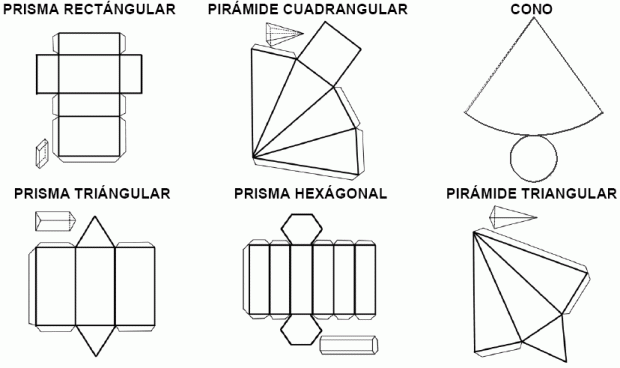 PRISMA RECTÁNGULAR
PIRÁMIDE CUADRANGULAR
CONO
PRISMA TRIÁNGULAR
PRISMA HEXÁGONAL
PIRÁMIDE TRIANGULAR